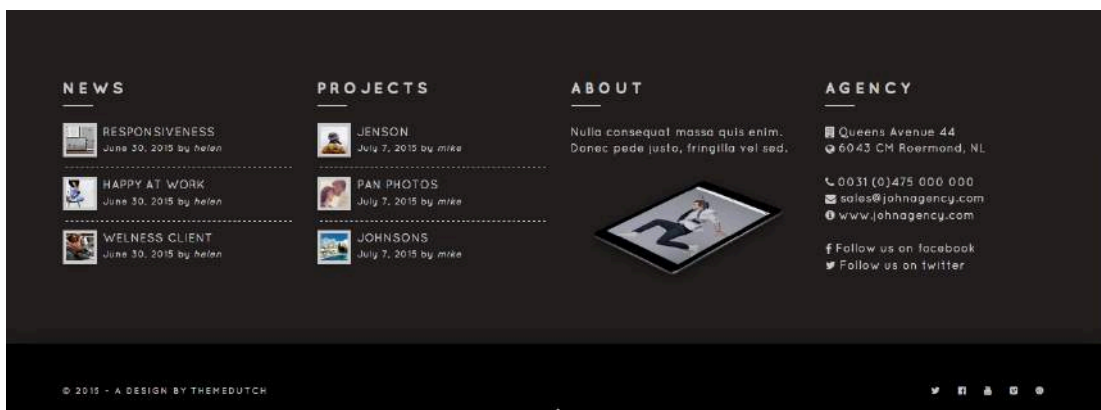 NEWS
RESPONSIVENESS
June 30, 2015 by helen
HAPPY AT WORK
June 30, 2015 by helen
WELNESS CLIENT
June 30, 2015 by helen
PROJECTS
JENSON
July 7, 2015 by mike
PAN PHOTOS
July 7, 2015 by mike
JOHNSONS
July 7, 2015 by mike
ABOUT
Nulla consequat massa quis enim.
Donec pede justo, fringilla vel sed.
AGENCY
Queens Avenue 44
6043 CM Roermond, NL
0031 (0)475 000 000
sales@johnagency.com
www.johnagency.com
Follow us on facebook
Follow us on twitter
© 2015 - A DESIGN BY THEMEDUTCH